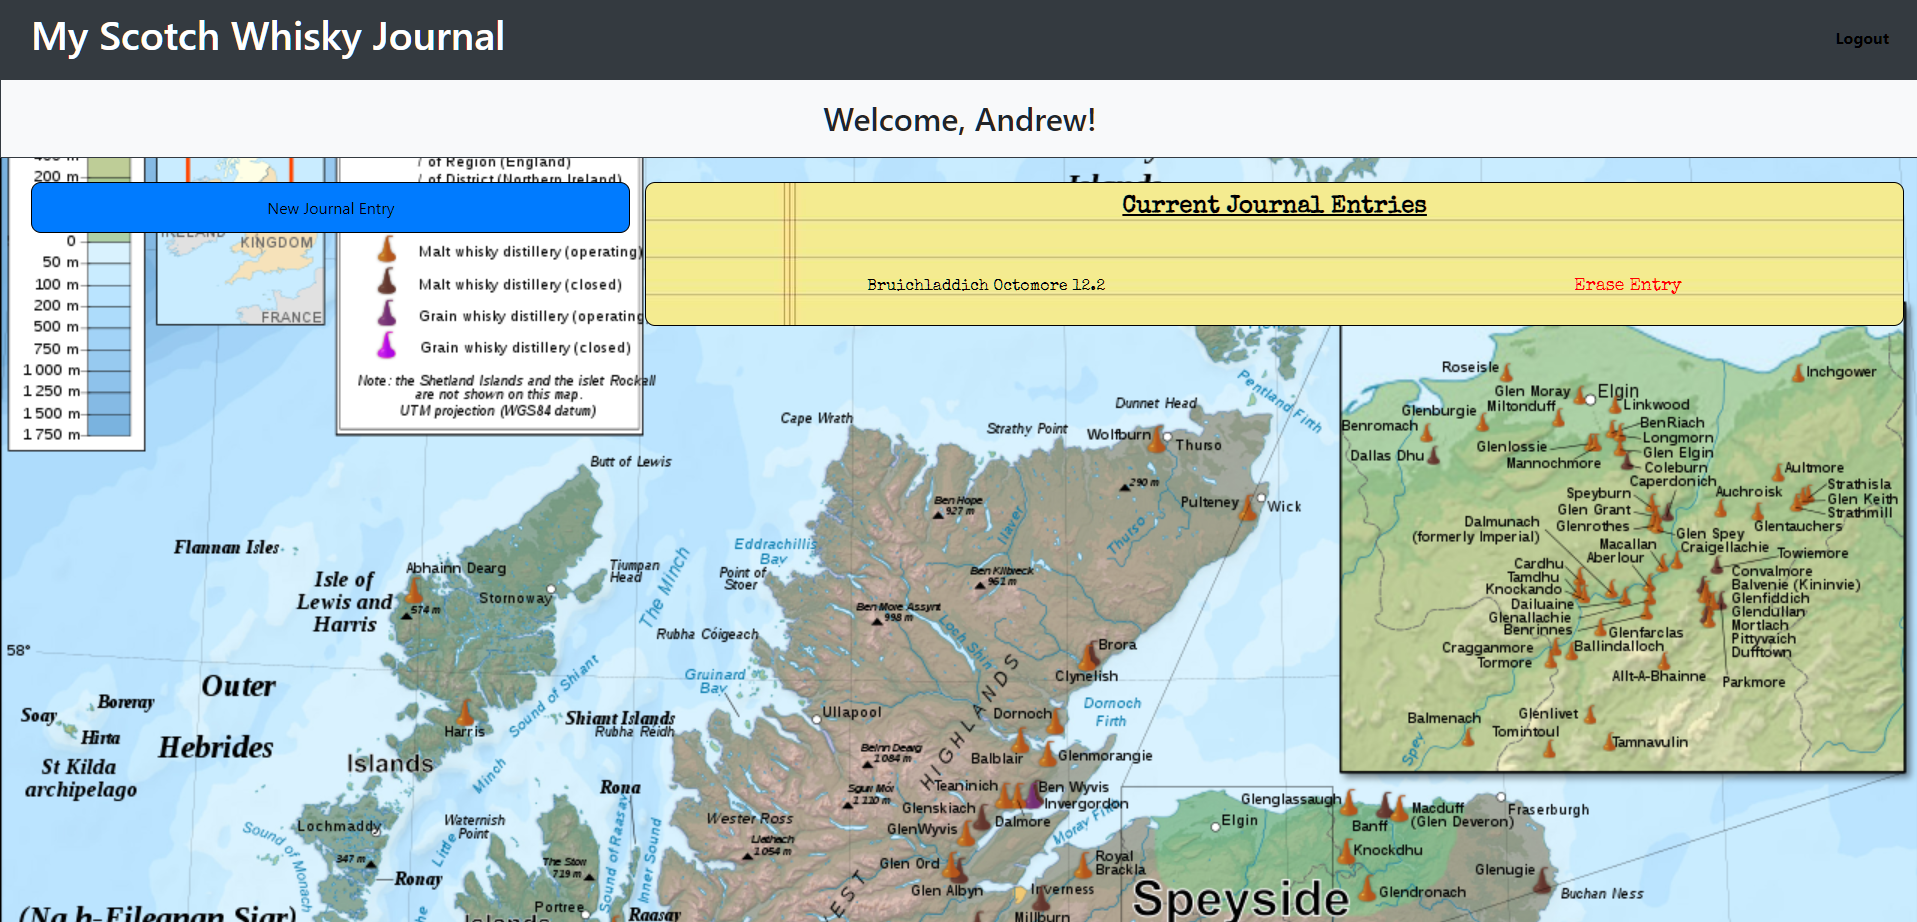 My Scotch Whisky Journal
Logout
Welcome, Andrew!
/ of Region (England)
/ of District (Northern Ireland)
200 m
New Journal Entry
Current Journal Entries
KINGDOM
0
50 m
100 m
200 m
500 m
750 m
1 000 m
1 250 m
1 500 m
1 750 m
FRANCE
Malt whisky distillery (operating)
Malt whisky distillery (closed)
Grain whisky distillery (operating
Grain whisky distillery (closed)
Note: the Shetland Islands and the islet Rockall
are not shown on this map.
UTM projection (WGS84 datum)
Bruichladdich Octomore 12.2
Erase Entry
Pentland Firth
Cape Wrath
Strathy Point
Dunnet Head
Wolfburn
Thurso
290 m
Pulteney
Wick
Butt of Lewis
Ben Hope
927 m
Thurso
Flannan Isles
Eddrachillis
Bay
Point of
Stoer
Tiumpan
Head
The Minch
Abhainn Dearg
Isle of
Lewis and
Harris
574 m
Stornoway
Ben Klibreck
961 m
Ben More Assynt
998 m
Loch Shin
Rubha Cóigeach
58°
Brora
Clynelish
Gruinard
Bay
Sound of Shiant
Outer
Hebrides
Soay
Boreray
Hirta
St Kilda
archipelago
Shiant Islands
Rubha Reidh
Harris
Islands
Minch
Ullapool
Dornoch
Dornoch
Firth
HIGHLANDS
Balblair
Glenmorangie
Beinn Dearg
1 084 m
Sgurr Mór
1 110 m
Teaninich
Ben Wyvis
Invergordon
Glenskiach
Dalmore
GlenWyvis
Moray Firth
Rona
Wester Ross
Liathach
1 054 m
Lochmaddy
Waternish
Point
Little
Sound of Monach
347 m
Ronay
The Storr
719 m
Sound of Raasay
Inner Sound
Portree
Raasay
Glen Ord
Glen Albyn
Royal
Brackla
Inverness
Millburn
Elgin
Speyside
Glenglassaugh
Banff
Macduff
(Glen Deveron)
Fraserburgh
Knockdhu
Glenugie
Glendronach
Buchan Ness
Roseisle
Inchgower
Glen Moray
Elgin
Glenburgie
Miltonduff
Linkwood
Benromach
BenRiach
Longmorn
Glenlossie
Glen Elgin
Dallas Dhu
Mannochmore
Coleburn
Caperdonich
Aultmore
Speyburn
Auchroisk
Strathisla
Glen Grant
Glen Keith
Glenrothes
Strathmill
Dalmunach
(formerly Imperial)
Glentauchers
Glen Spey
Macallan
Craigellachie
Aberlour
Towiemore
Cardhu
Convalmore
Tamdhu
Balvenie (Kininvie)
Knockando
Glenfiddich
Dailuaine
Glendullan
Glenallachie
Mortlach
Benrinnes
Glenfarclas
Pittyvaich
Cragganmore
Ballindalloch
Dufftown
Tormore
Allt-A-Bhainne
Parkmore
Balmenach
Glenlivet
Tomintoul
Tamnavulin
Spey